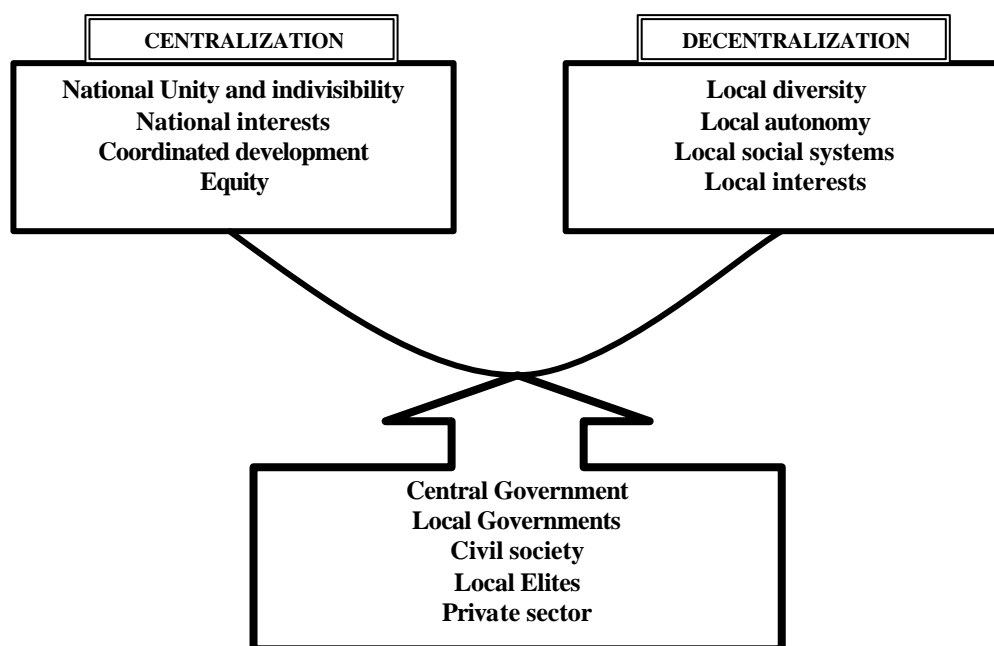 CENTRALIZATION
National Unity and indivisibility
National interests
Coordinated development
Equity
DECENTRALIZATION
Local diversity
Local autonomy
Local social systems
Local interests
Central Government
Local Governments
Civil society
Local Elites
Private sector